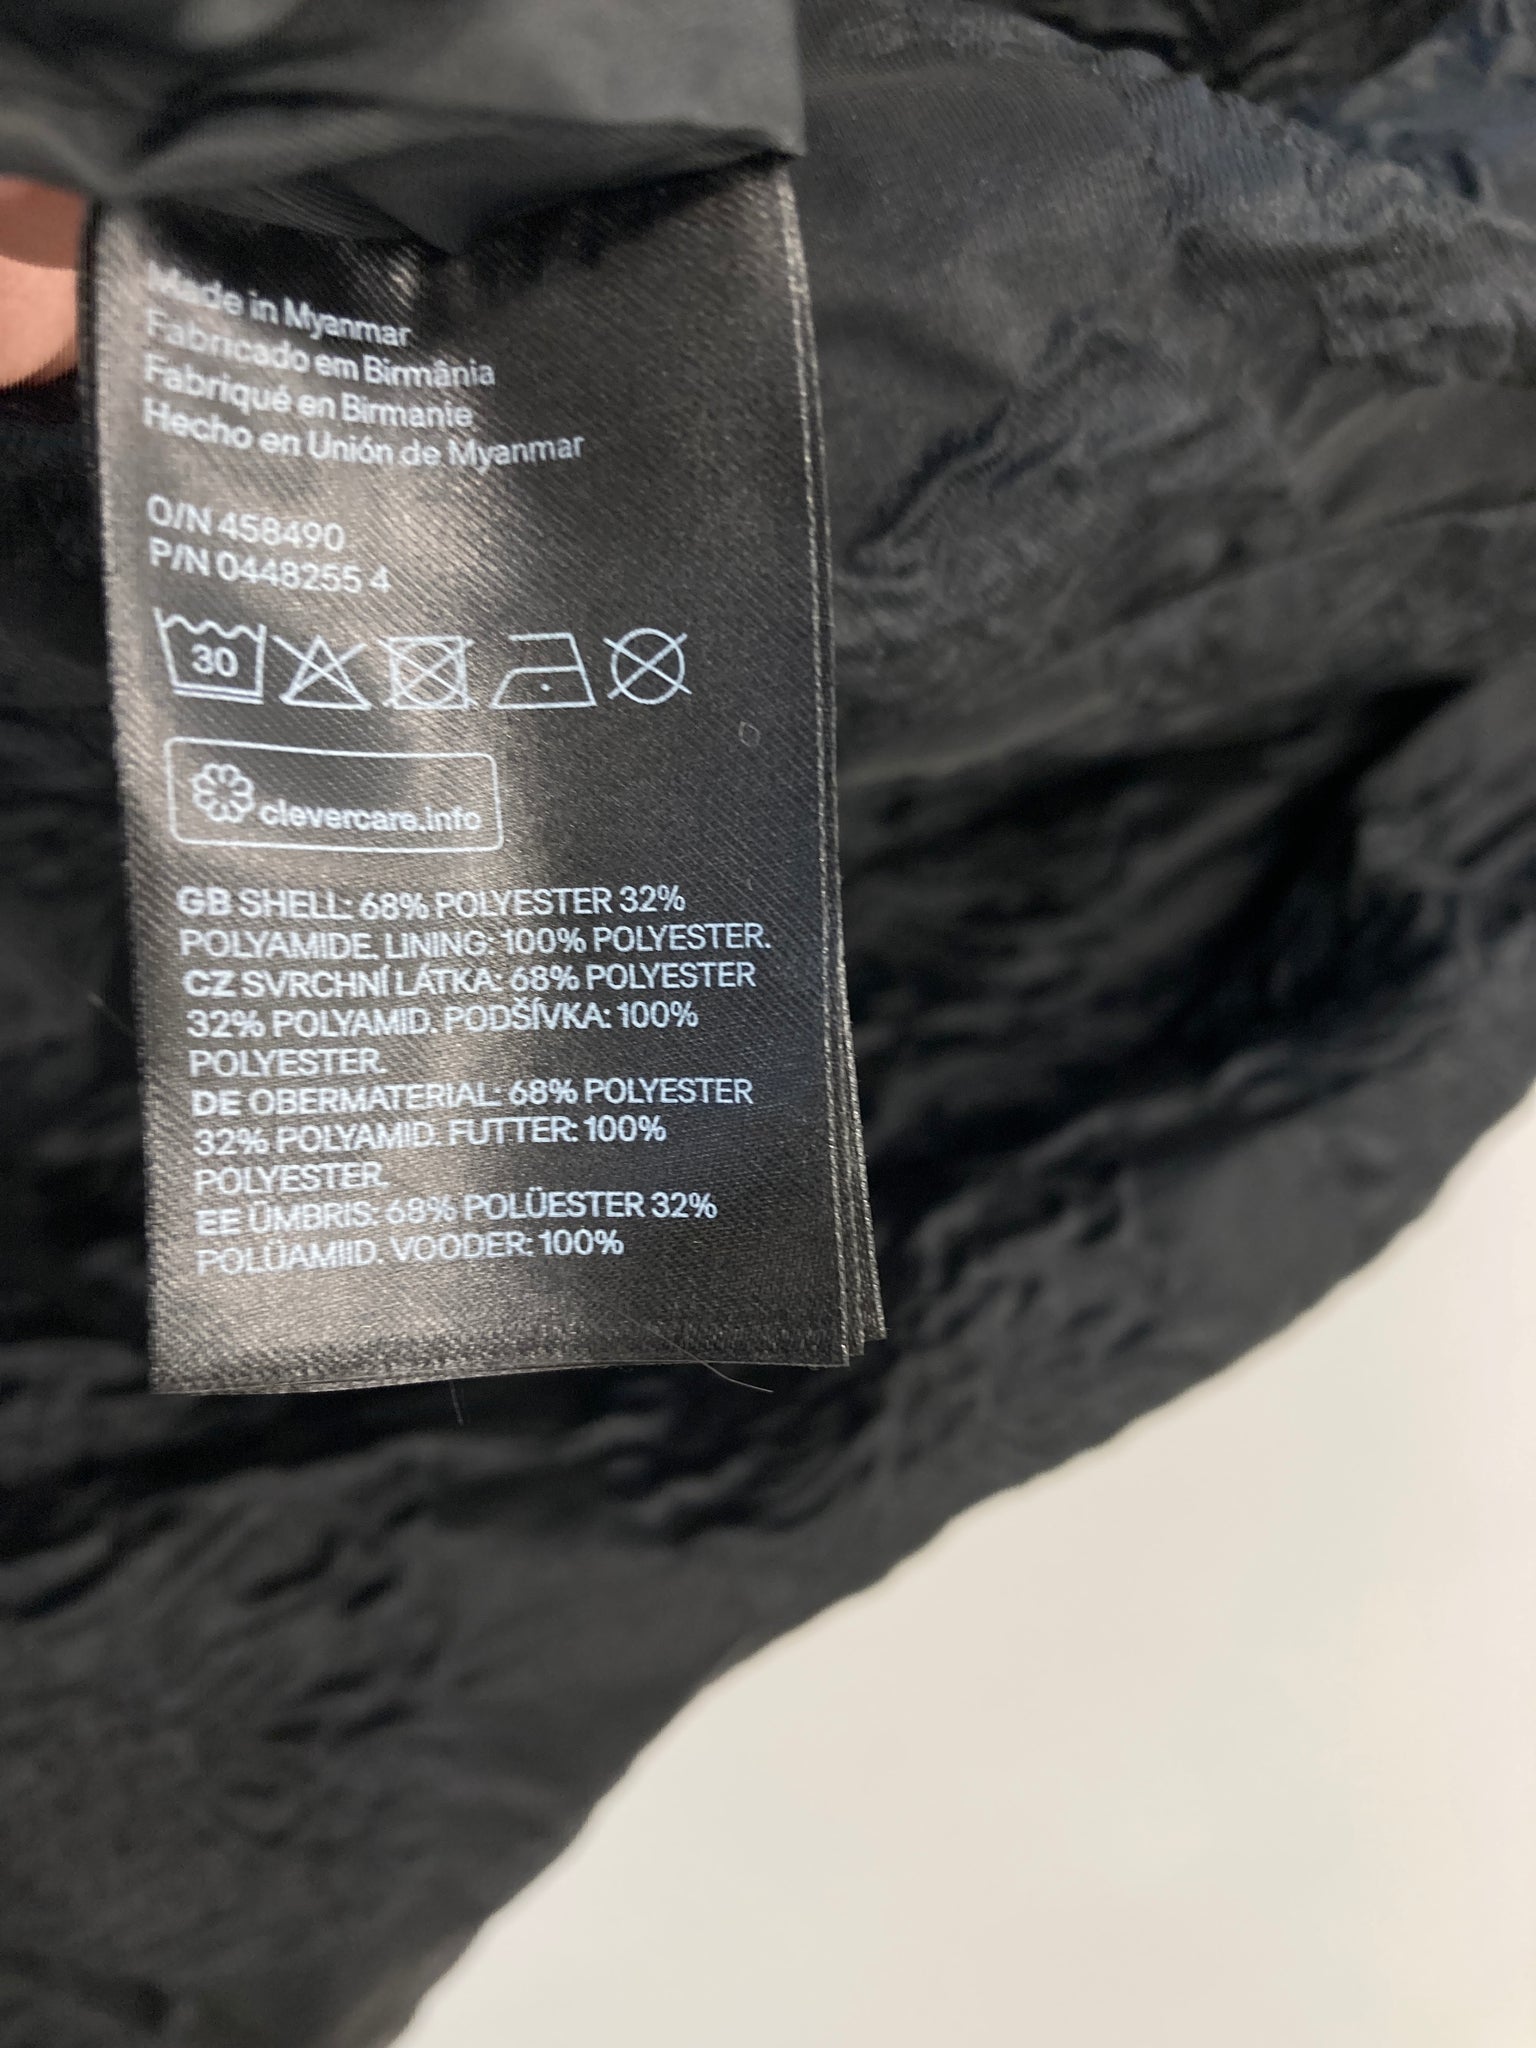 Made in Myanmar
Fabricado em Birmânia
Fabriqué en Birmanie
Hecho en Unión de Myanmar
O/N 458490
P/N 0448255 4
30
clevercare.info
GB SHELL: 68% POLYESTER 32%
POLYAMIDE. LINING: 100% POLYESTER.
CZ SVRCHNÍ LÁTKA: 68% POLYESTER
32% POLYAMID. PODŠÍVKA: 100%
POLYESTER.
DE OBERMATERIAL: 68% POLYESTER
32% POLYAMID. FUTTER: 100%
POLYESTER.
EE ÜMBRIS: 68% POLÜESTER 32%
POLÜAMIID. VOODER: 100%